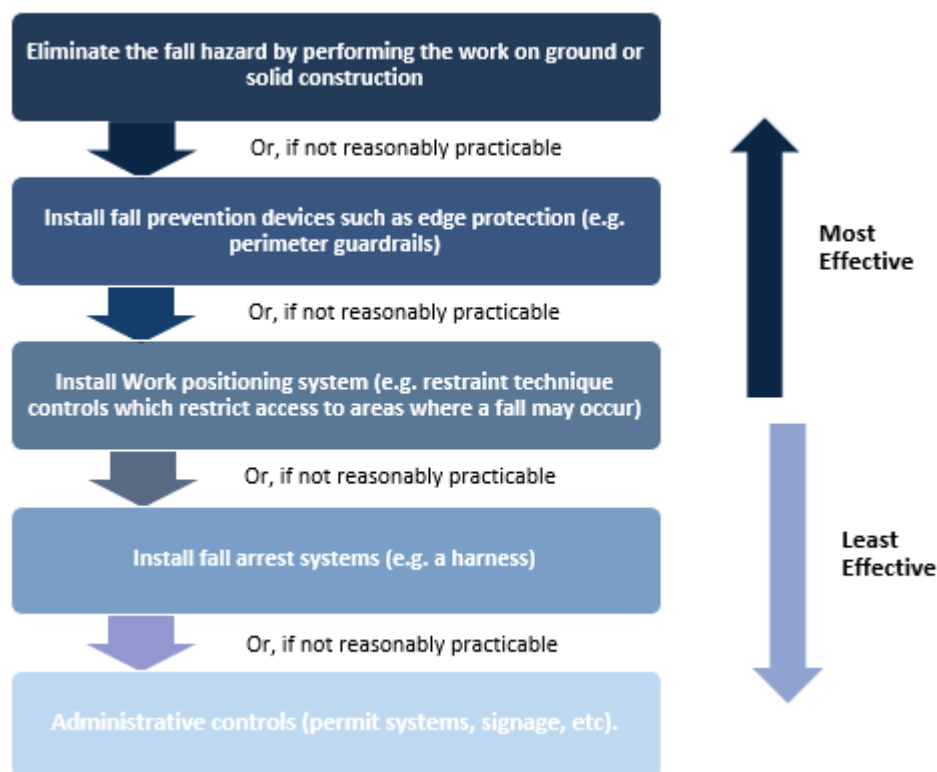 Eliminate the fall hazard by performing the work on ground or
solid construction
Or, if not reasonably practicable
Install fall prevention devices such as edge protection (e.g.
perimeter guardrails)
Most
Effective
Or, if not reasonably practicable
Install Work positioning system (e.g. restraint technique
controls which restrict access to areas where a fall may occur)
Or, if not reasonably practicable
Install fall arrest systems (e.g. a harness)
Least
Effective
Or, if not reasonably practicable
Administrative controls (permit systems, signage, etc).